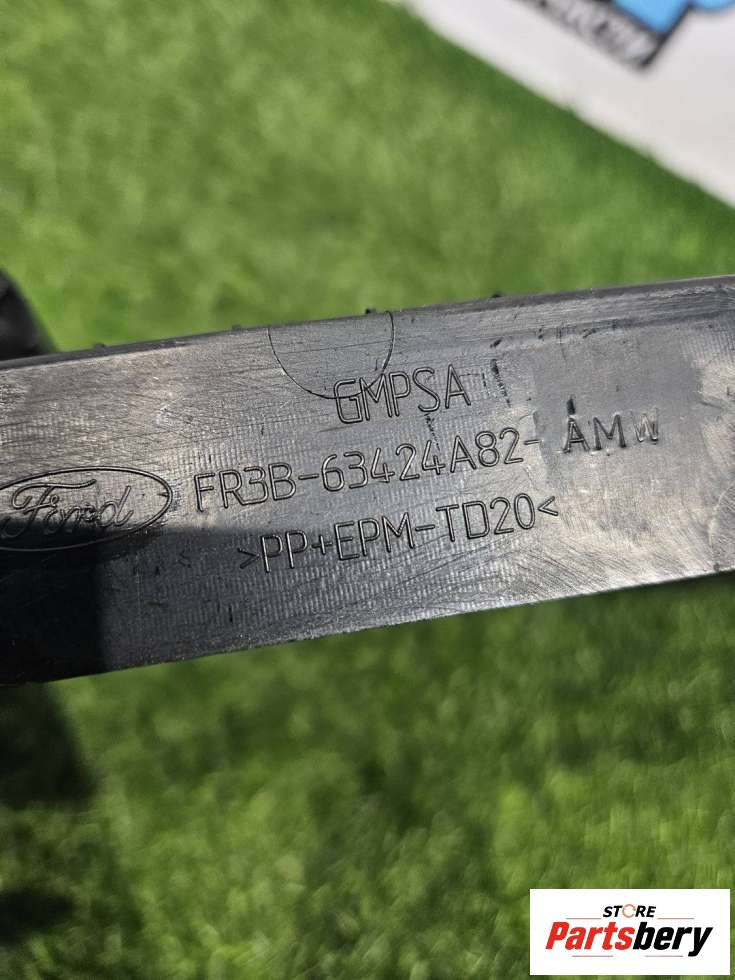 GMPSA
FR3B-63424A82-AMW
Ford
>PP+EPM-TD20<
STORE
Partsbery